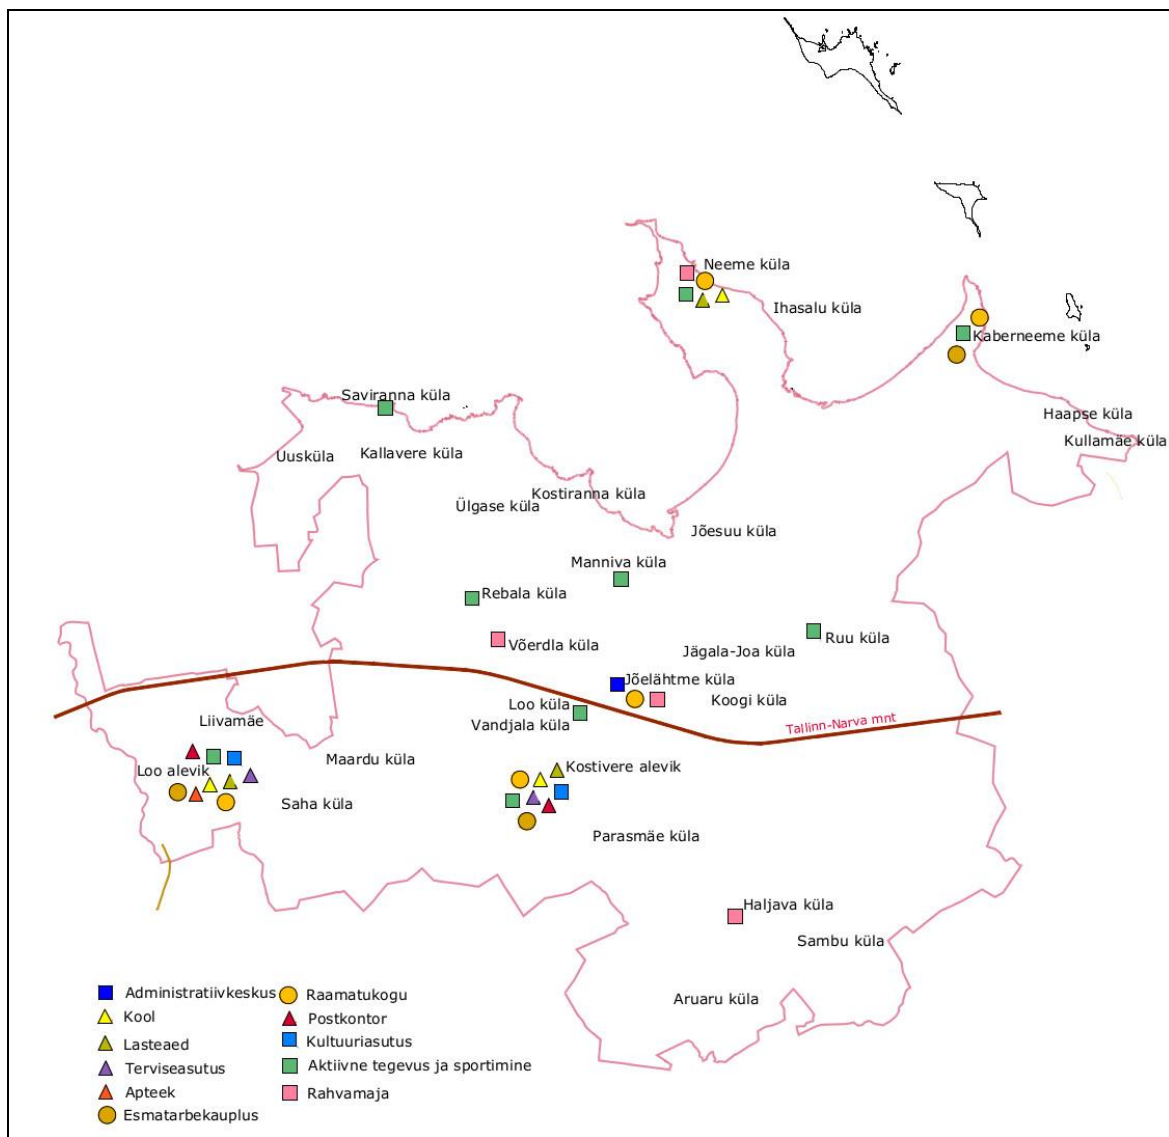 Neeme küla
Ihasalu küla
Kaberneeme küla
Saviranna küla
Haapse küla
Kullamäe küla
Uusküla
Kallavere küla
Kostiranna küla
Ülgase küla
Jõesuu küla
Manniva küla
Rebala küla
Ruu küla
Võerdla küla
Jägala-Joa küla
Jõelähtme küla
Koogi küla
Loo küla
Vandjala küla
Tallinn-Narva mnt
Liivamäe
Maardu küla
Loo alevik
Kostivere alevik
Saha küla
Parasmäe küla
Haljava küla
Sambu küla
Aruaru küla
Administratiivkeskus
Kool
Lasteaed
Terviseasutus
Apteek
Esmatarbekauplus
Raamatukogu
Postkontor
Kultuuriasutus
Aktiivne tegevus ja sportimine
Rahvamaja